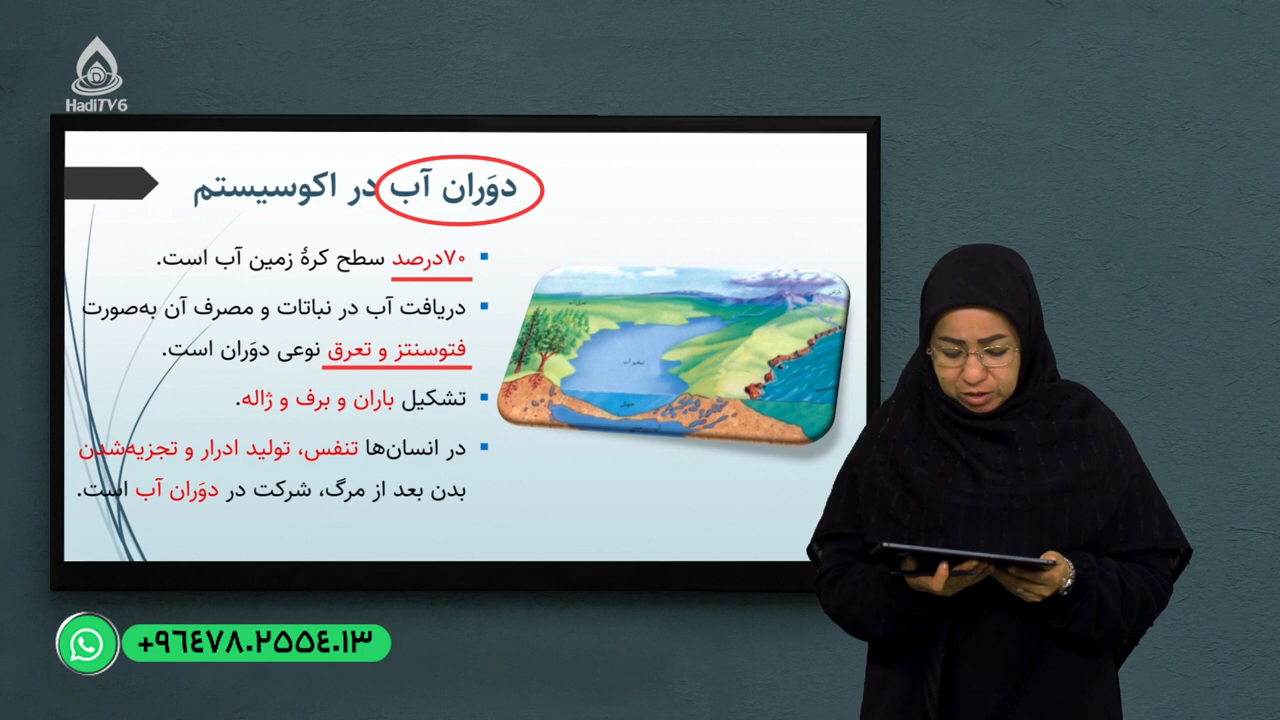 HadiTV6
دوَران آب در اکوسیستم
۷۰درصد سطح کرهٔ زمین آب است.
دریافت آب در نباتات و مصرف آن به‌صورت
فتوسنتز و تعرق نوعی دوَران است.
تشکیل باران و برف و ژاله.
در انسان‌ها تنفس، تولید ادرار و تجزیه‌شدن
بدن بعد از مرگ، شرکت در دوَران آب است.
تبخیر آب
+۹٦٤۷۸۰۲۵۵٤۰۱۳